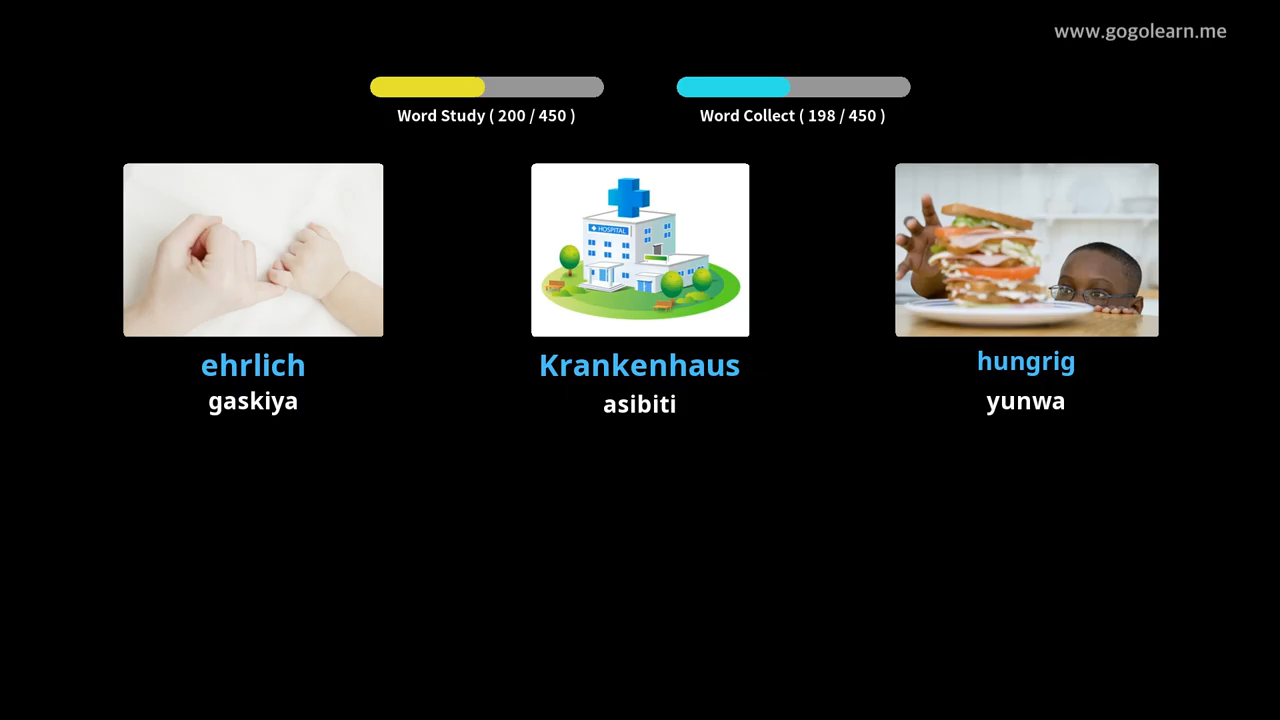 www.gogolearn.me
Word Study ( 200 / 450 )
Word Collect ( 198 / 450 )
HOSPITAL
ehrlich
gaskiya
Krankenhaus
asibiti
hungrig
yunwa